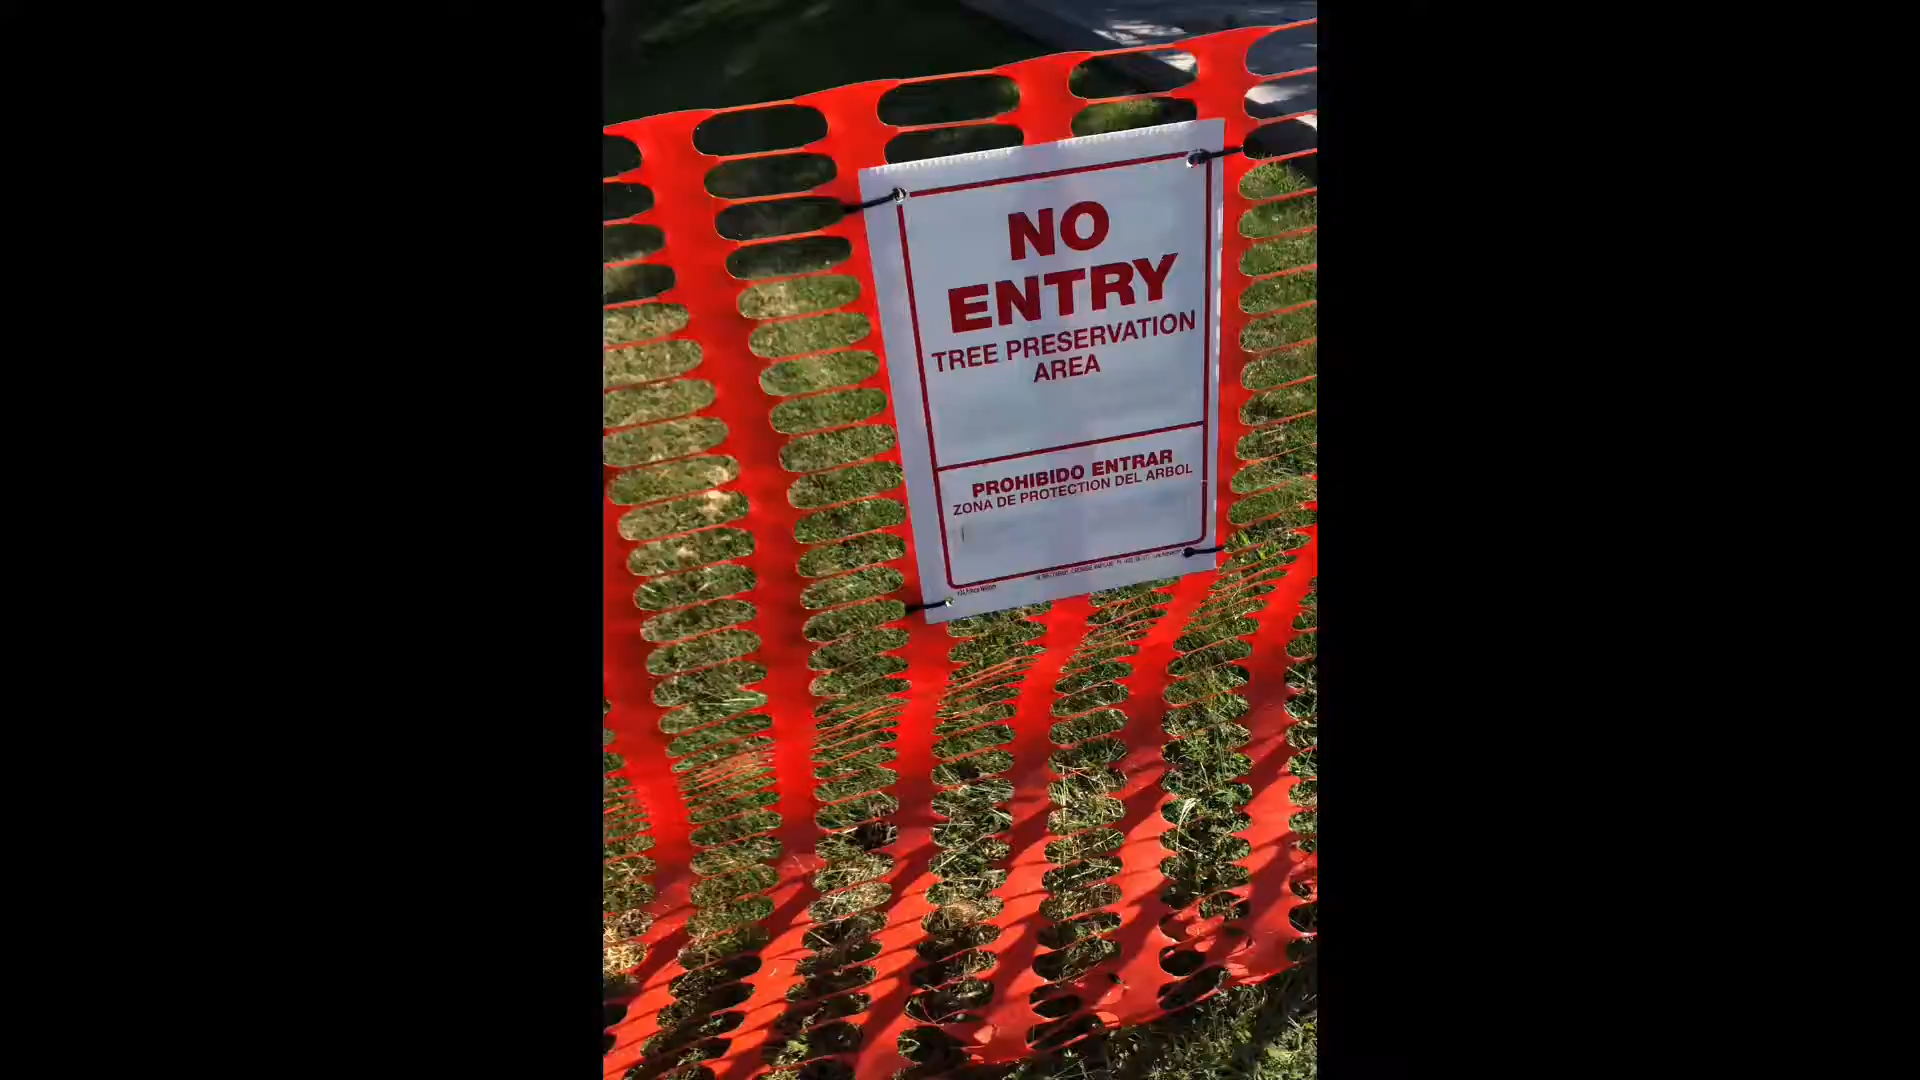 NO
ENTRY
TREE PRESERVATION
AREA
PROHIBIDO ENTRAR
ZONA DE PROTECTION DEL ARBOL